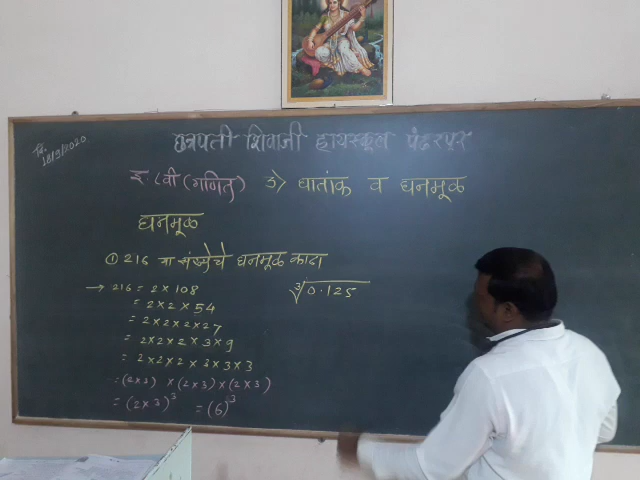 दि. 18/9/2020
छत्रपती शिवाजी हायस्कूल पंढरपूर
इ. ८वी (गणित) ३) घातांक व घनमूळ
घनमूळ
① 216 या संख्येचे घनमूळ काढा
→ 216 = 2 × 108
= 2 × 2 × 54
= 2 × 2 × 2 × 27
= 2 × 2 × 2 × 3 × 9
= 2 × 2 × 2 × 3 × 3 × 3
= (2 × 3) × (2 × 3) × (2 × 3)
= (2 × 3)³ = (6)³
³√0.125